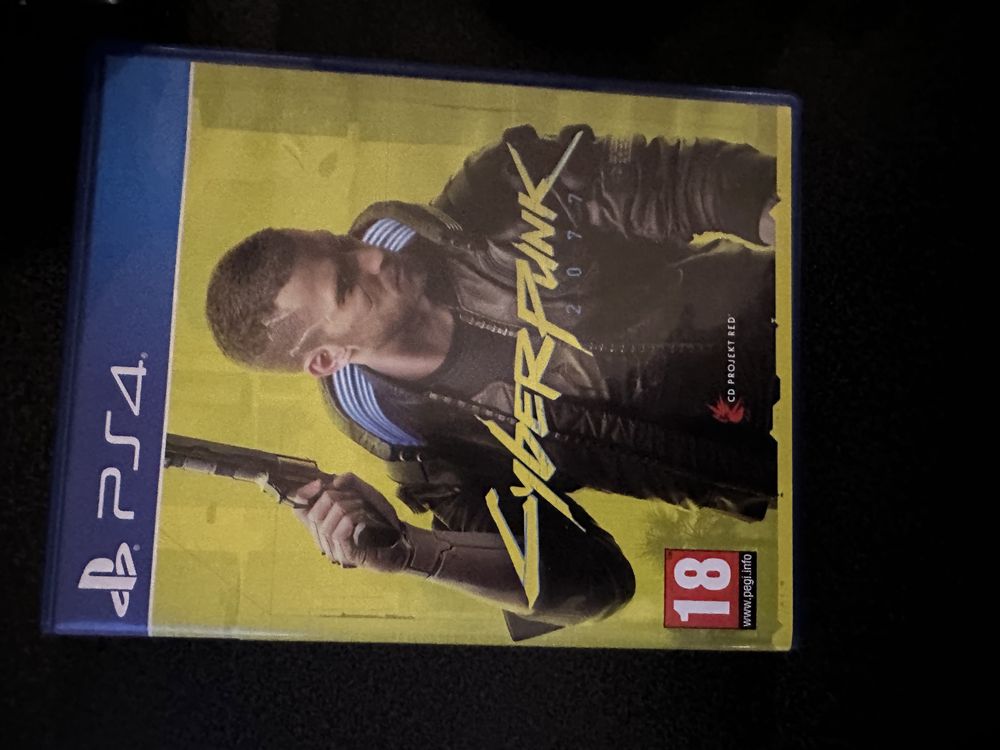 PS4
CYBERPUNK
2077
CD PROJEKT RED
18
www.pegi.info